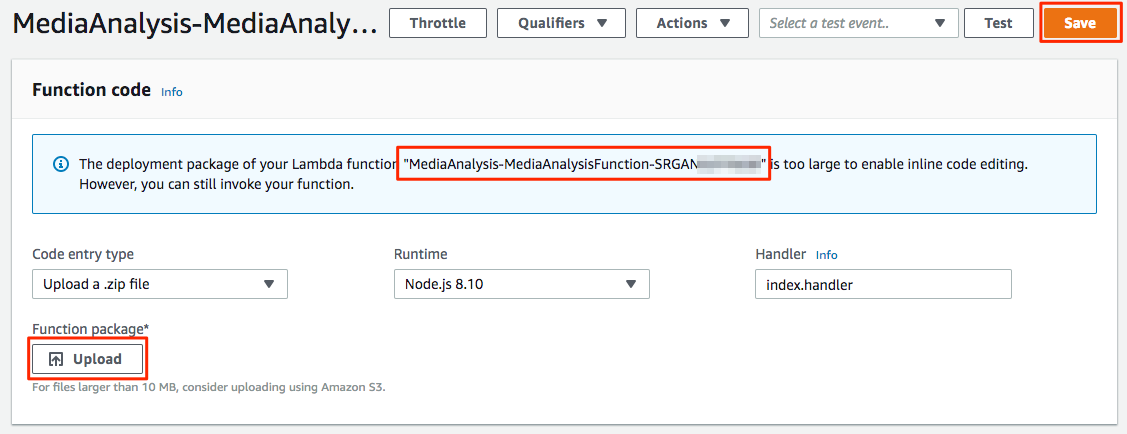 MediaAnalysis-MediaAnaly...
Throttle
Qualifiers
Actions
Select a test event..
Test
Save
Function code Info
The deployment package of your Lambda function "MediaAnalysis-MediaAnalysisFunction-SRGAN" is too large to enable inline code editing.
However, you can still invoke your function.
Code entry type
Runtime
Handler Info
Upload a .zip file
Node.js 8.10
index.handler
Function package*
Upload
For files larger than 10 MB, consider uploading using Amazon S3.